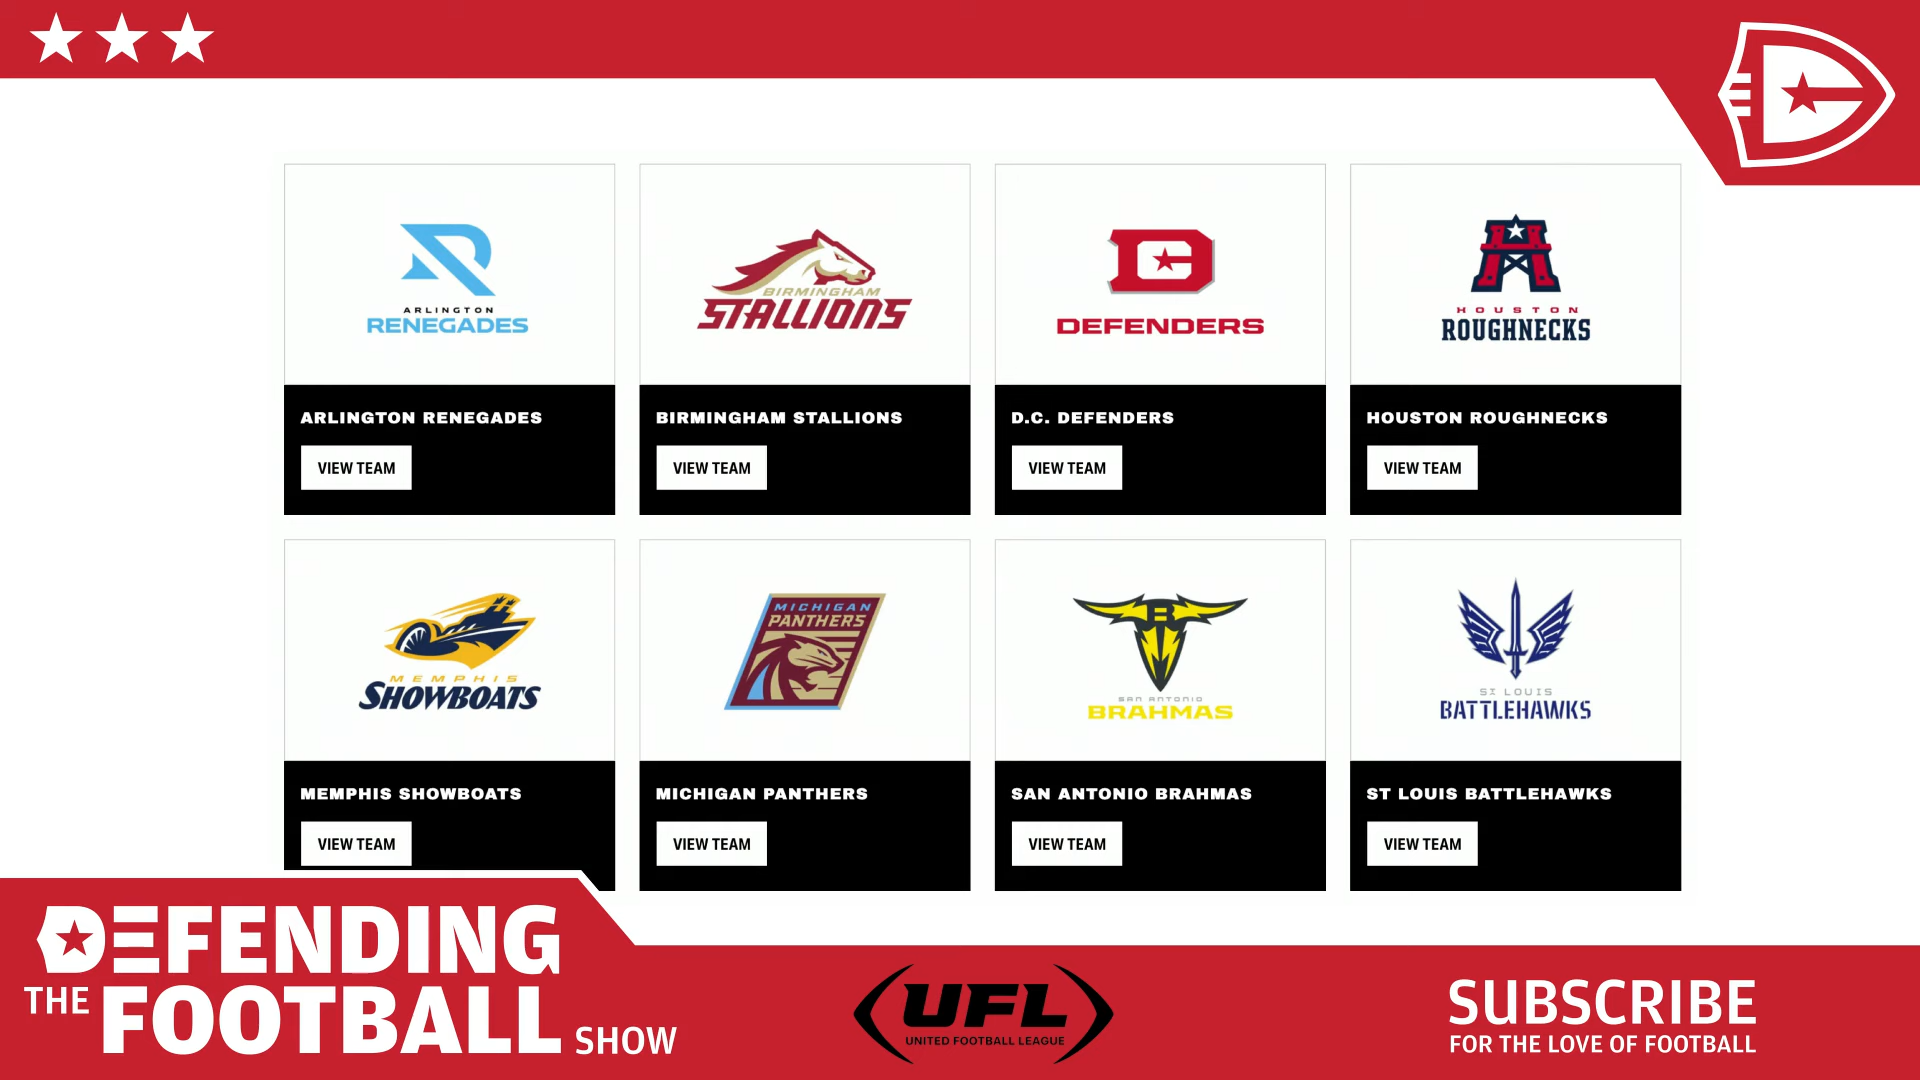 ARLINGTON
RENEGADES
BIRMINGHAM
STALLIONS
DEFENDERS
HOUSTON
ROUGHNECKS
ARLINGTON RENEGADES
BIRMINGHAM STALLIONS
D.C. DEFENDERS
HOUSTON ROUGHNECKS
VIEW TEAM
VIEW TEAM
VIEW TEAM
VIEW TEAM
MEMPHIS
SHOWBOATS
MICHIGAN
PANTHERS
SAN ANTONIO
BRAHMAS
ST LOUIS
BATTLEHAWKS
MEMPHIS SHOWBOATS
MICHIGAN PANTHERS
SAN ANTONIO BRAHMAS
ST LOUIS BATTLEHAWKS
VIEW TEAM
VIEW TEAM
VIEW TEAM
VIEW TEAM
DEFENDING
THE FOOTBALL SHOW
UFL
UNITED FOOTBALL LEAGUE
SUBSCRIBE
FOR THE LOVE OF FOOTBALL